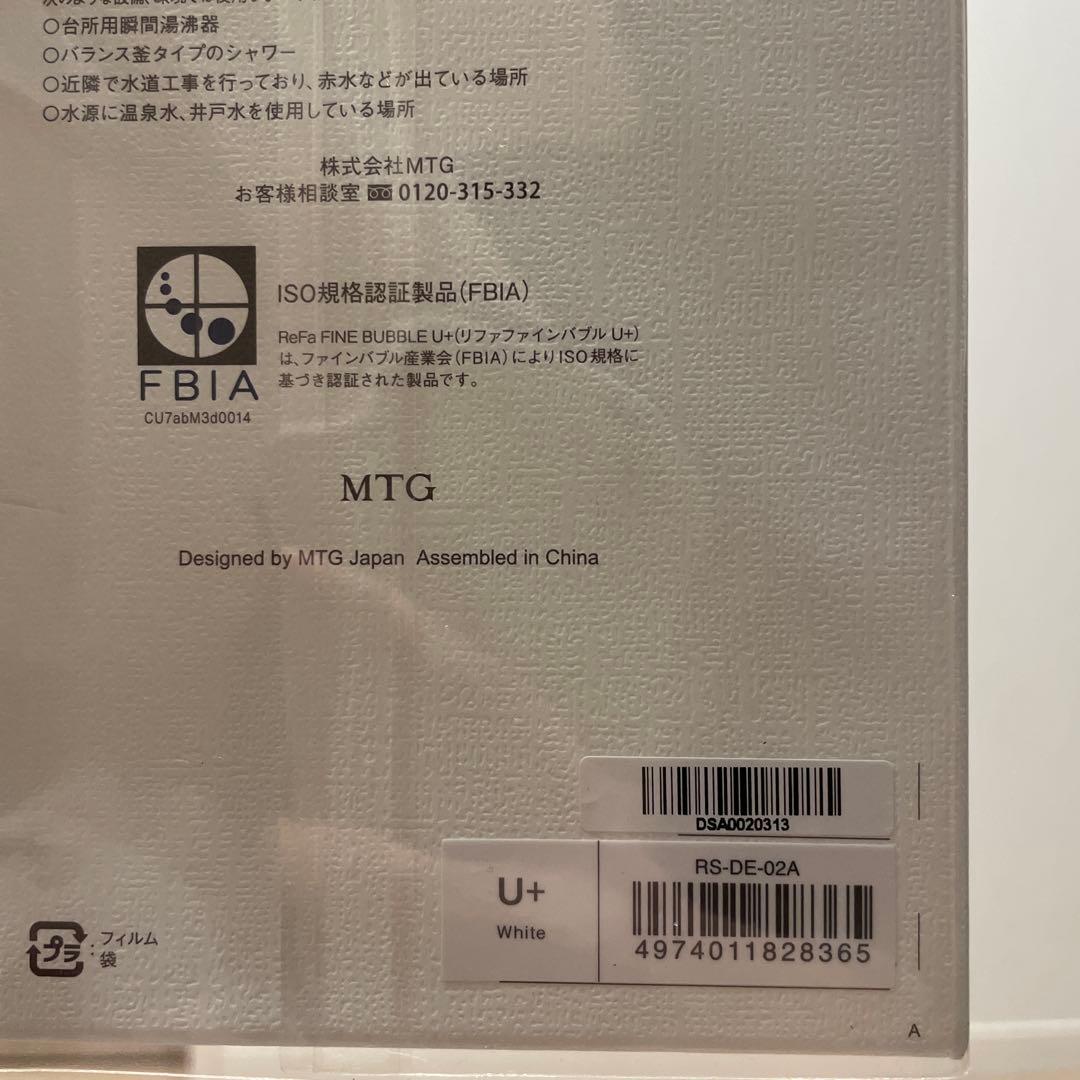 ○台所用瞬間湯沸器
○バランス釜タイプのシャワー
○近隣で水道工事を行っており、赤水などが出ている場所
○水源に温泉水、井戸水を使用している場所
株式会社MTG
お客様相談室 0120-315-332
ISO規格認証製品(FBIA)
ReFa FINE BUBBLE U+(リファファインバブル U+)
は、ファインバブル産業会(FBIA)によりISO規格に
基づき認証された製品です。
FBIA
CU7abM3d0014
MTG
Designed by MTG Japan Assembled in China
DSA0020313
RS-DE-02A
U+
White
4974011828365
プラ : フィルム
袋
A